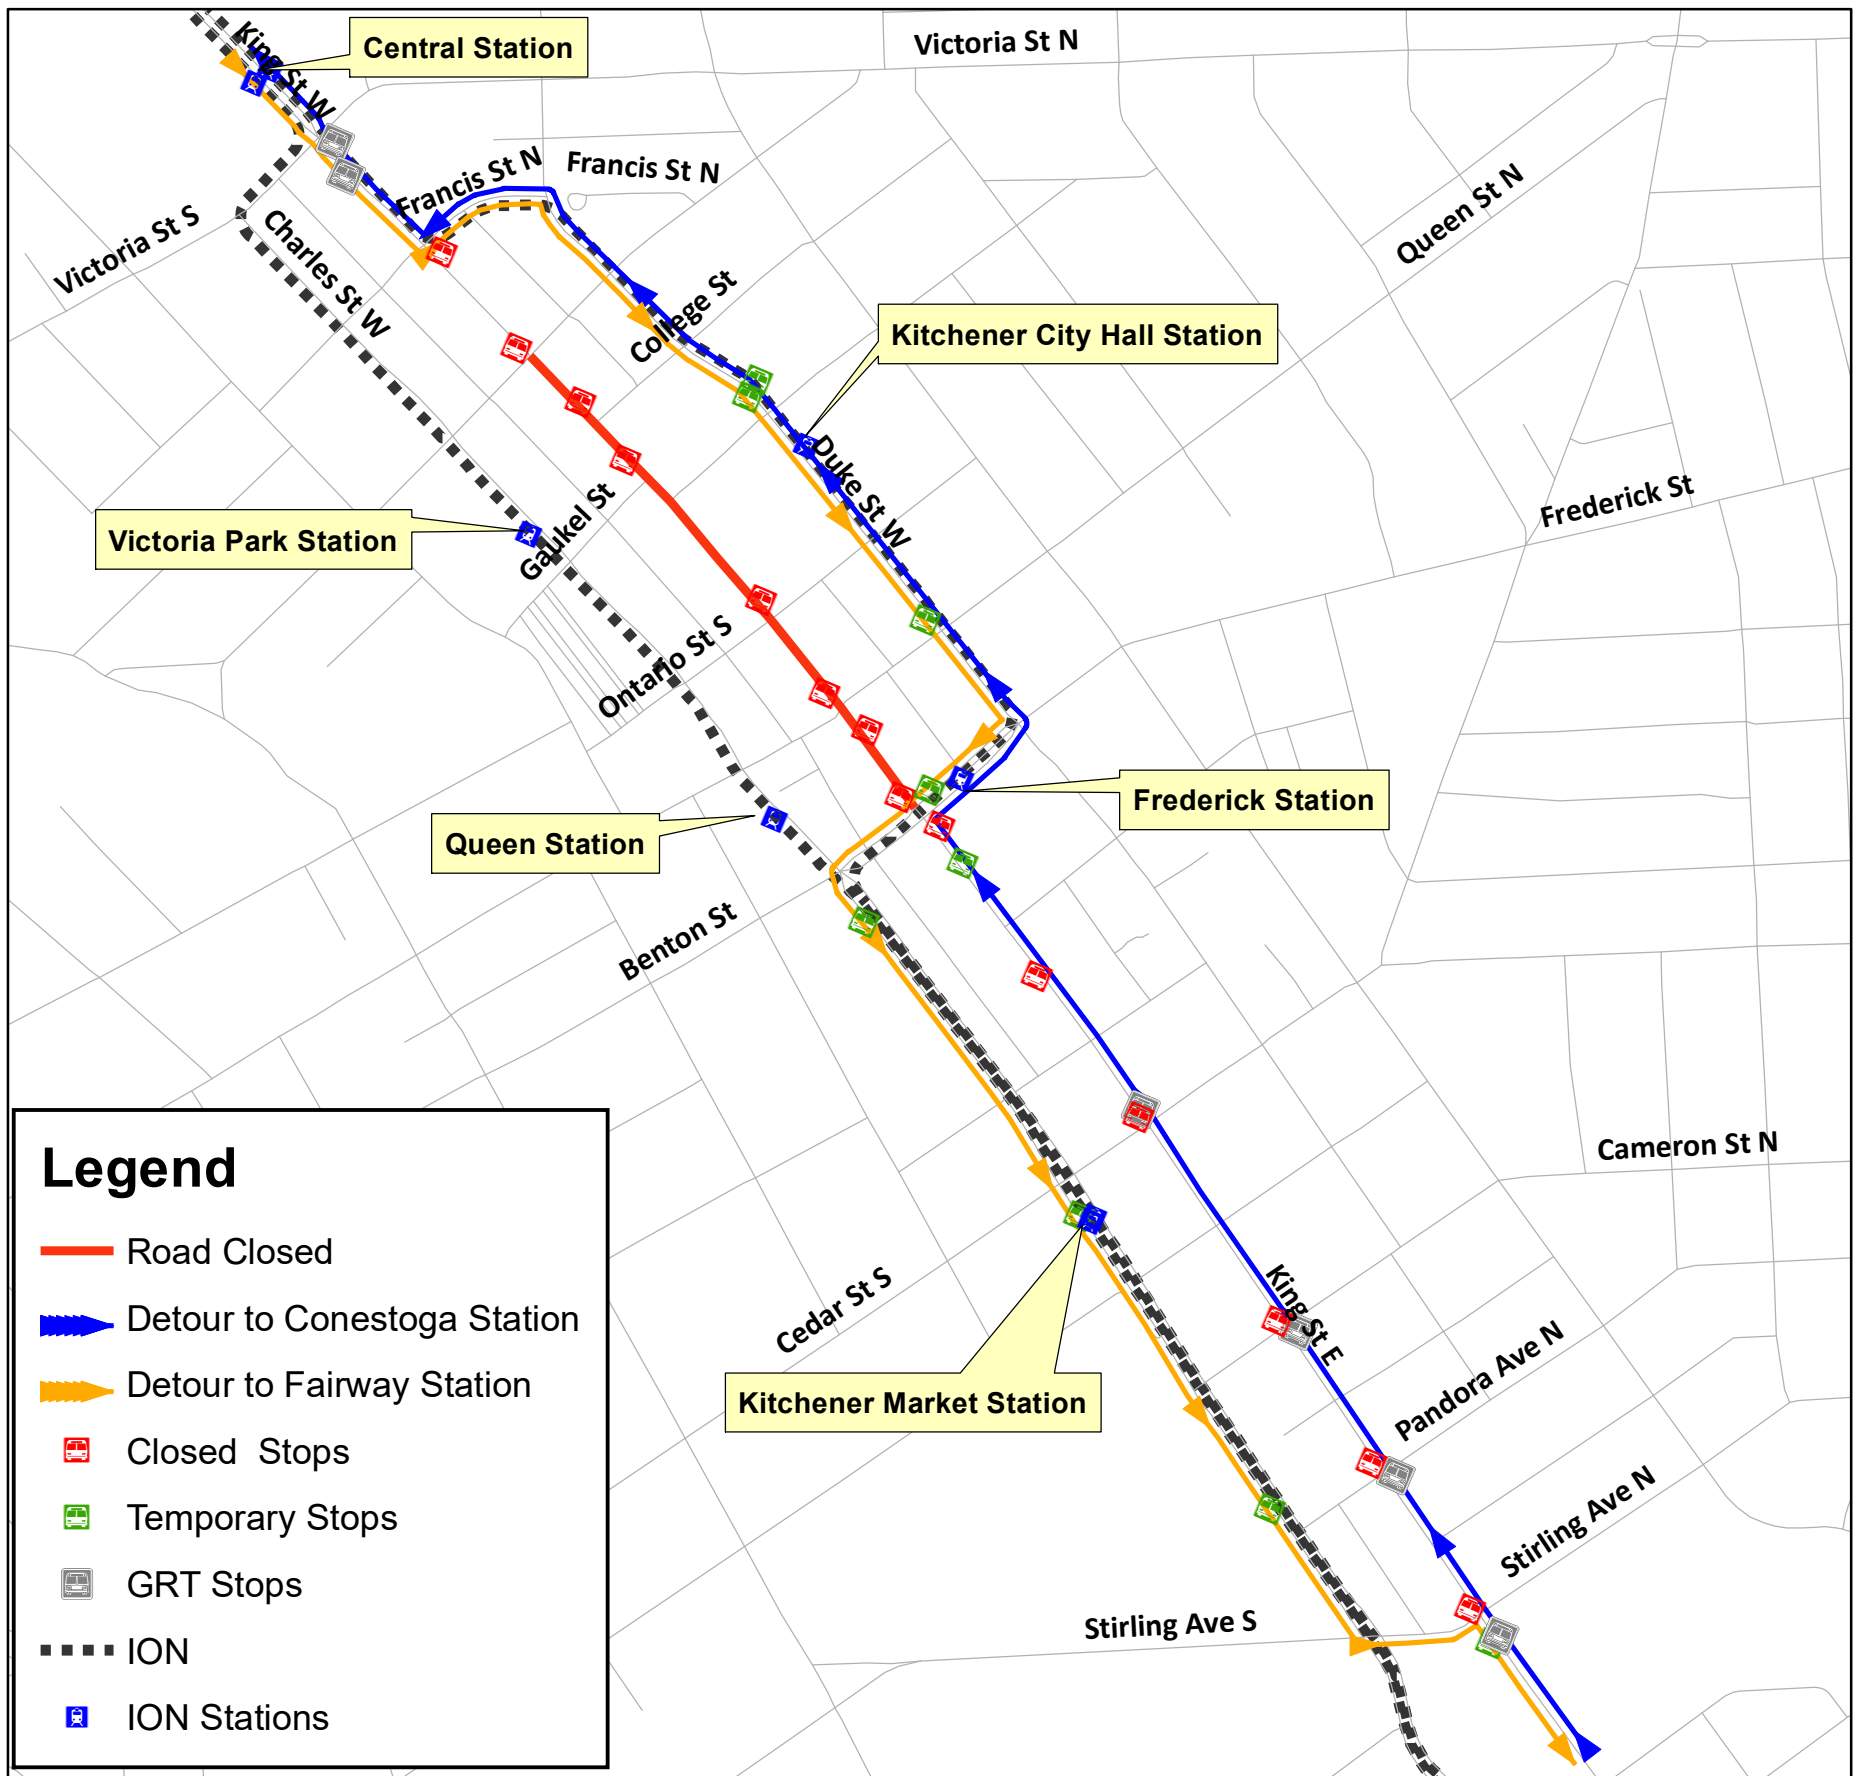 King St W
Central Station
Victoria St N
Francis St N
Francis St N
Queen St N
Victoria St S
Charles St W
College St
Kitchener City Hall Station
Duke St W
Frederick St
Victoria Park Station
Gaukel St
Ontario St S
Frederick Station
Queen Station
Benton St
Cameron St N
Cedar St S
King St E
Pandora Ave N
Kitchener Market Station
Stirling Ave N
Stirling Ave S
Legend
Road Closed
Detour to Conestoga Station
Detour to Fairway Station
Closed Stops
Temporary Stops
GRT Stops
ION
ION Stations